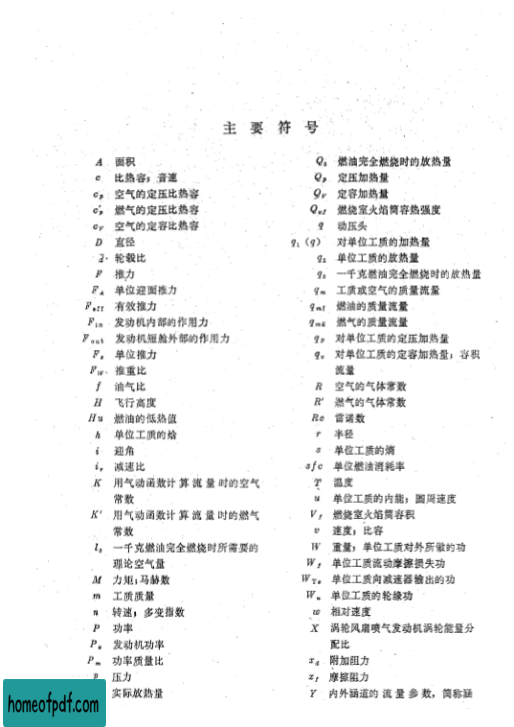 主要符号
A 面积
c 比热容；音速
c_p 空气的定压比热容
c'_p 燃气的定压比热容
c_v 空气的定容比热容
D 直径
d 轮毂比
F 推力
F_A 单位迎面推力
F_eff 有效推力
F_in 发动机内部的作用力
F_out 发动机短舱外部的作用力
F_s 单位推力
F_W 推重比
f 油气比
H 飞行高度
Hu 燃油的低热值
h 单位工质的焓
i 迎角
i_r 减速比
K 用气动函数计算流量时的空气
常数
K' 用气动函数计算流量时的燃气
常数
l_0 一千克燃油完全燃烧时所需要的
理论空气量
M 力矩；马赫数
m 工质质量
n 转速；多变指数
P 功率
P_e 发动机功率
P_m 功率质量比
p 压力
实际放热量
Q_0 燃油完全燃烧时的放热量
Q_p 定压加热量
Q_v 定容加热量
Q_vf 燃烧室火焰筒容热强度
q 动压头
q_1 (q) 对单位工质的加热量
q_2 单位工质的放热量
q_3 一千克燃油完全燃烧时的放热量
q_m 工质或空气的质量流量
q_mf 燃油的质量流量
q_mg 燃气的质量流量
q_p 对单位工质的定压加热量
q_v 对单位工质的定容加热量；容积
流量
R 空气的气体常数
R' 燃气的气体常数
Re 雷诺数
r 半径
s 单位工质的熵
sfc 单位燃油消耗率
T 温度
u 单位工质的内能；圆周速度
V_f 燃烧室火焰筒容积
v 速度；比容
W 重量；单位工质对外所做的功
W_f 单位工质流动摩擦损失功
W_Te 单位工质向减速器输出的功
W_u 单位工质的轮缘功
w 相对速度
X 涡轮风扇喷气发动机涡轮能量分
配比
x_d 附加阻力
x_f 摩擦阻力
Y 内外涵道的流量参数，简称涵
homeofpdf.com